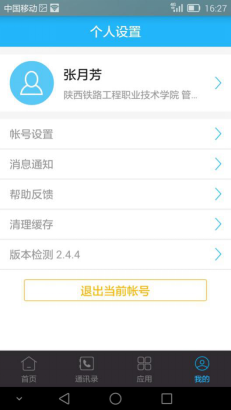 中国移动 16:27
个人设置
张月芳
陕西铁路工程职业技术学院 管...
帐号设置
消息通知
帮助反馈
清理缓存
版本检测 2.4.4
退出当前帐号
首页 通讯录 应用 我的